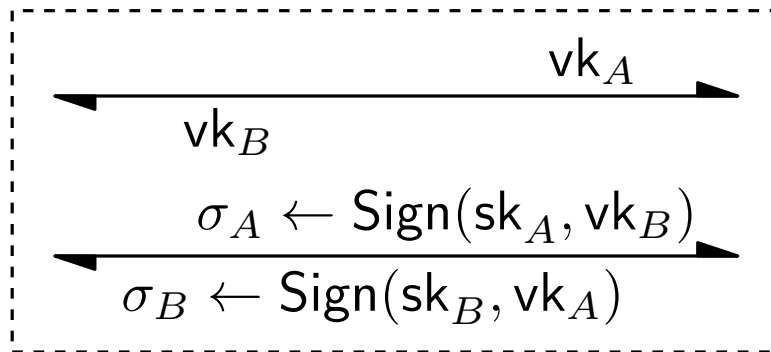 vk_A
vk_B
σ_A ← Sign(sk_A, vk_B)
σ_B ← Sign(sk_B, vk_A)